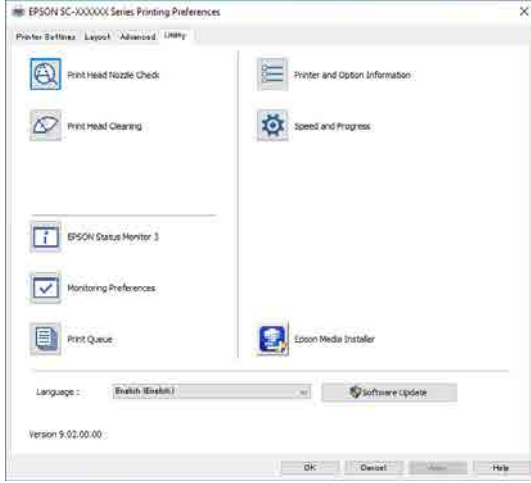 EPSON SC-XXXXXX Series Printing Preferences
Printer Settings Layout Advanced Utility
Print Head Nozzle Check
Printer and Option Information
Print Head Cleaning
Speed and Progress
EPSON Status Monitor 3
Monitoring Preferences
Print Queue
Epson Media Installer
Language : English (English) Software Update
Version 9.02.00.00
OK Cancel Apply Help